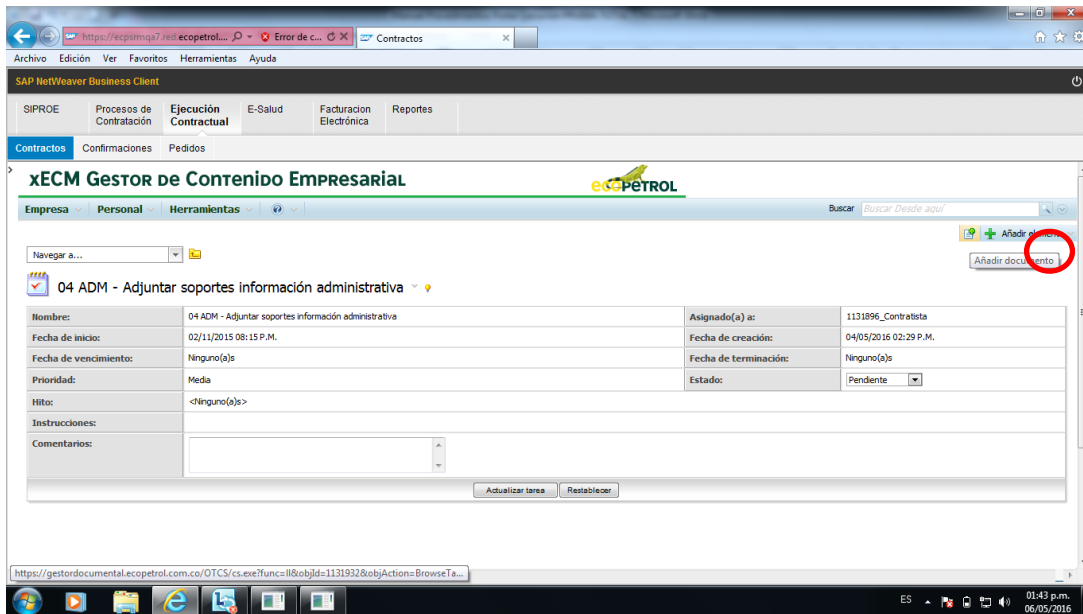 https://ecpsrmqa7.red.ecopetrol.... Error de c... Contractos
Archivo Edición Ver Favoritos Herramientas Ayuda
SAP NetWeaver Business Client
SIPROE Procesos de Contratación Ejecución Contractual E-Salud Facturacion Electrónica Reportes
Contractos Confirmaciones Pedidos
xECM Gestor de Contenido Empresarial ecoPETROL
Empresa Personal Herramientas Buscar Buscar Desde aquí
Añadir
Navegar a... Añadir documento
04 ADM - Adjuntar soportes información administrativa
Nombre: 04 ADM - Adjuntar soportes información administrativa Asignado(a) a: 1131896_Contratista
Fecha de inicio: 02/11/2015 08:15 P.M. Fecha de creación: 04/05/2016 02:29 P.M.
Fecha de vencimiento: Ninguno(a)s Fecha de terminación: Ninguno(a)s
Prioridad: Media Estado: Pendiente
Hito: <Ninguno(a)s>
Instrucciones:
Comentarios:
Actualizar tarea Restablecer
https://gestordocumental.ecopetrol.com.co/OTCS/cs.exe?func=ll&objId=1131932&objAction=BrowseTa...
ES 01:43 p.m.
06/05/2016